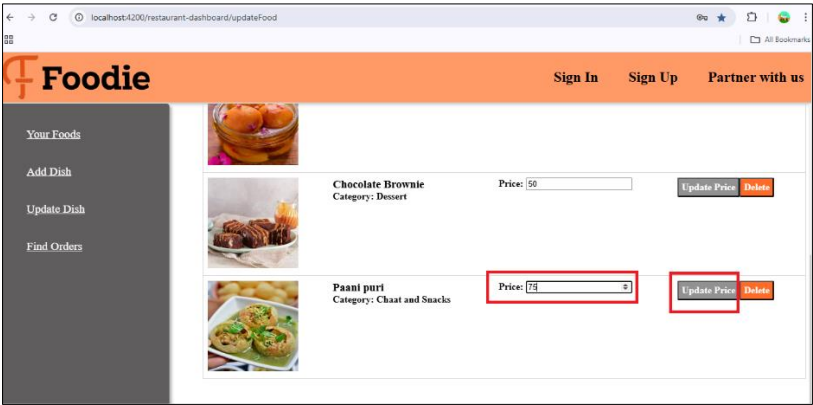 localhost:4200/restaurant-dashboard/updateFood
All Bookmarks
Foodie
Sign In Sign Up Partner with us
Your Foods
Add Dish
Update Dish
Find Orders
Chocolate Brownie
Category: Dessert
Price: 50
Update Price Delete
Paani puri
Category: Chaat and Snacks
Price: 75
Update Price Delete